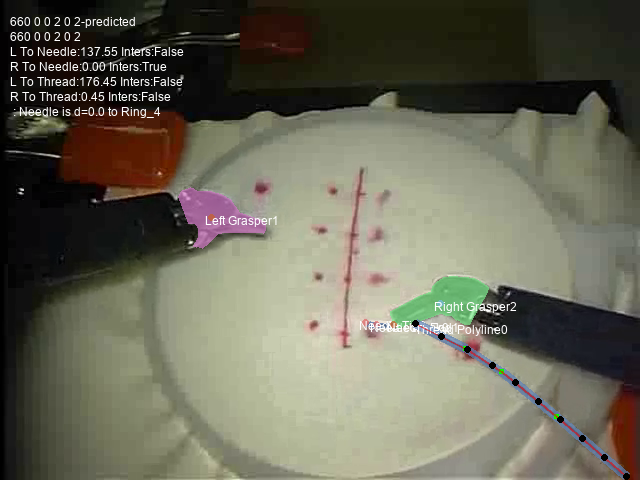 660 0 0 2 0 2-predicted
660 0 0 2 0 2
L To Needle:137.55 Inters:False
R To Needle:0.00 Inters:True
L To Thread:176.45 Inters:False
R To Thread:0.45 Inters:False
: Needle is d=0.0 to Ring_4
Left Grasper1
Right Grasper2
Thread Polyline0